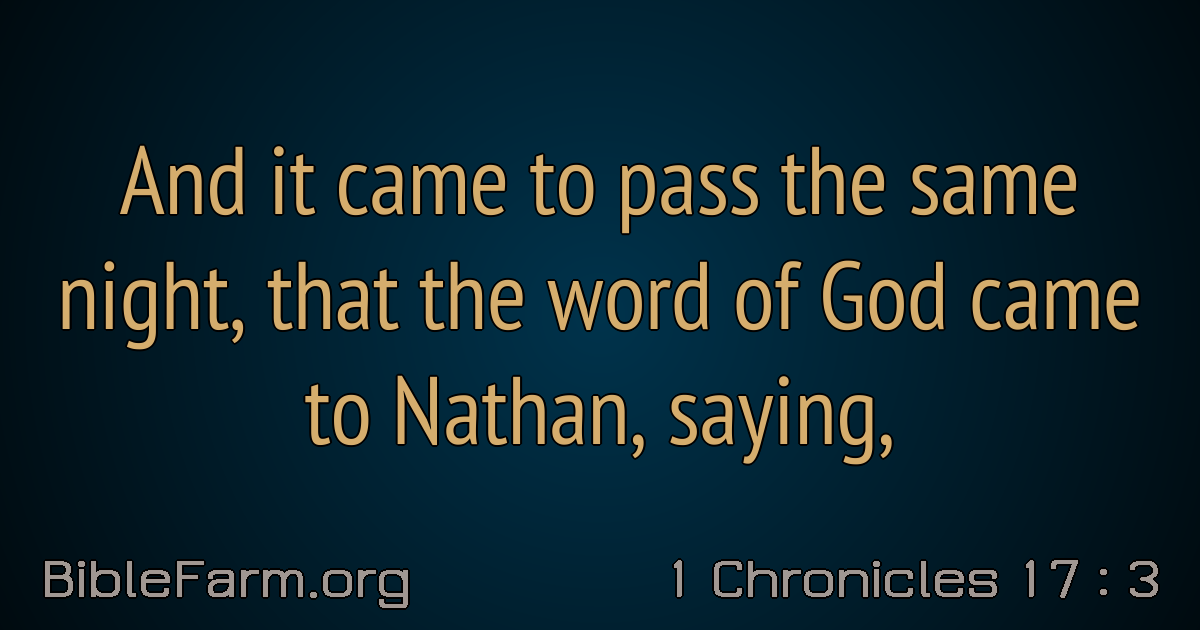 And it came to pass the same
night, that the word of God came
to Nathan, saying,
BibleFarm.org
1 Chronicles 17 : 3